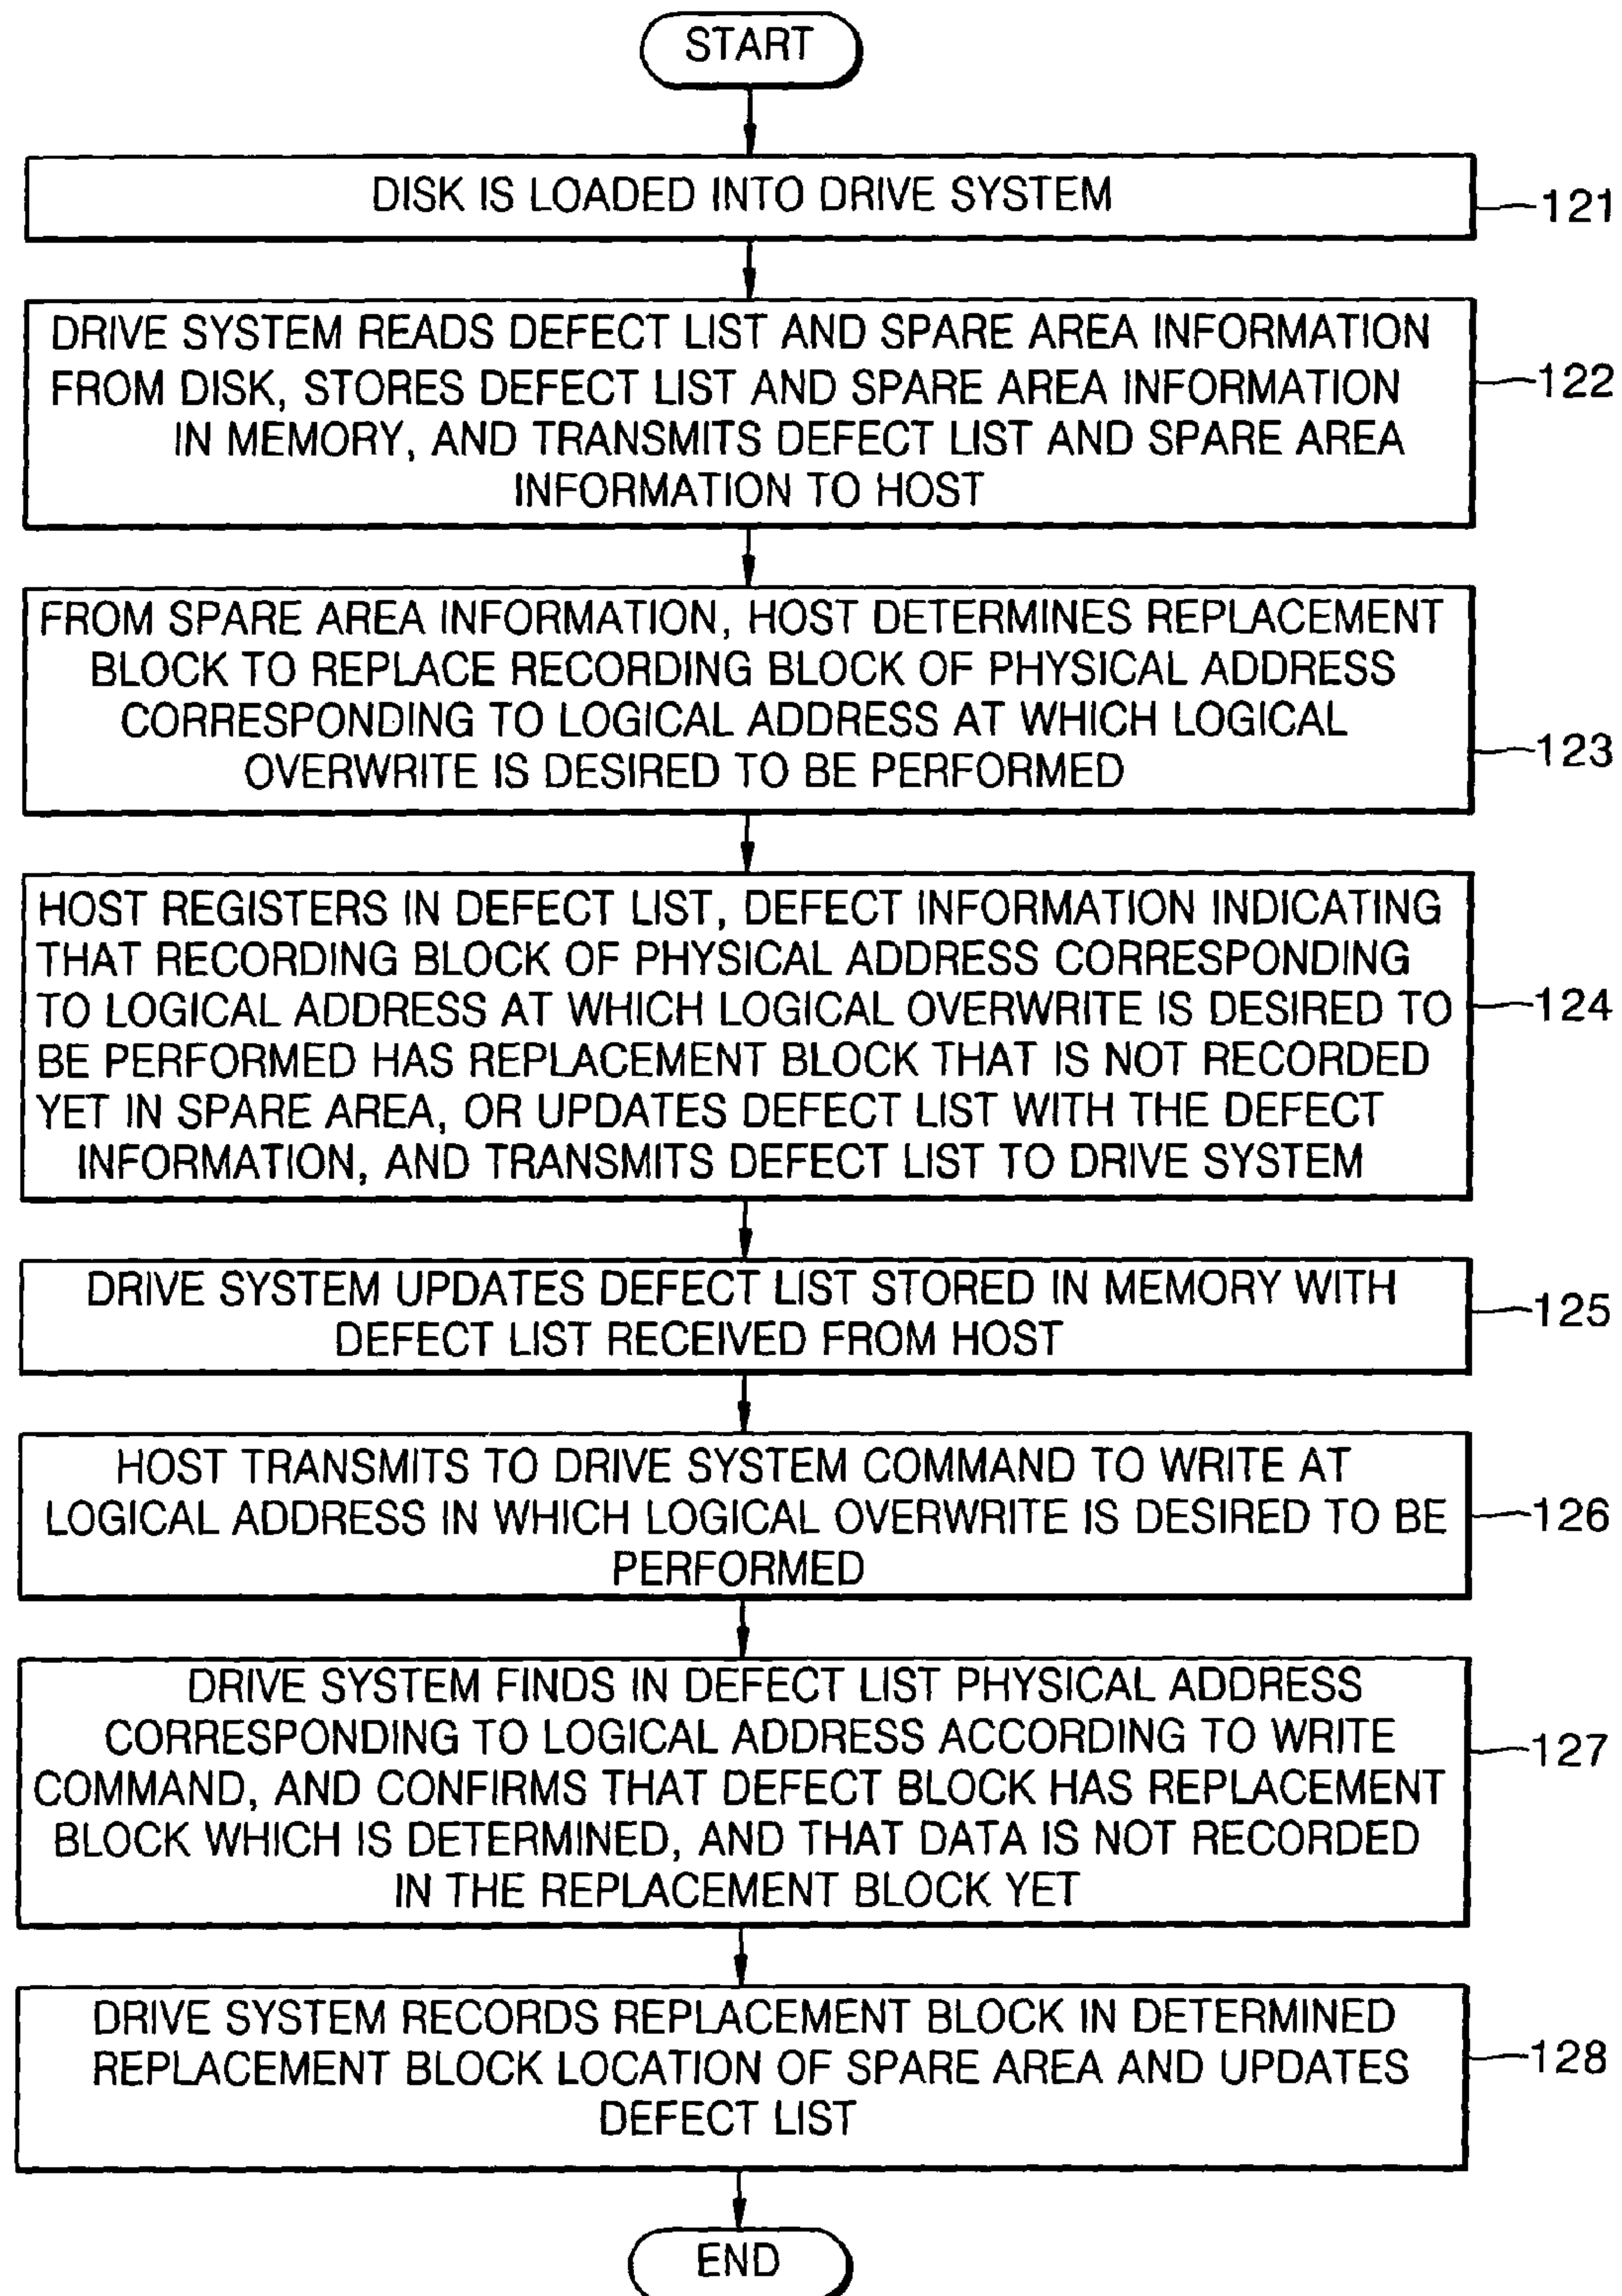 START
DISK IS LOADED INTO DRIVE SYSTEM
121
DRIVE SYSTEM READS DEFECT LIST AND SPARE AREA INFORMATION
FROM DISK, STORES DEFECT LIST AND SPARE AREA INFORMATION
IN MEMORY, AND TRANSMITS DEFECT LIST AND SPARE AREA
INFORMATION TO HOST
122
FROM SPARE AREA INFORMATION, HOST DETERMINES REPLACEMENT
BLOCK TO REPLACE RECORDING BLOCK OF PHYSICAL ADDRESS
CORRESPONDING TO LOGICAL ADDRESS AT WHICH LOGICAL
OVERWRITE IS DESIRED TO BE PERFORMED
123
HOST REGISTERS IN DEFECT LIST, DEFECT INFORMATION INDICATING
THAT RECORDING BLOCK OF PHYSICAL ADDRESS CORRESPONDING
TO LOGICAL ADDRESS AT WHICH LOGICAL OVERWRITE IS DESIRED TO
BE PERFORMED HAS REPLACEMENT BLOCK THAT IS NOT RECORDED
YET IN SPARE AREA, OR UPDATES DEFECT LIST WITH THE DEFECT
INFORMATION, AND TRANSMITS DEFECT LIST TO DRIVE SYSTEM
124
DRIVE SYSTEM UPDATES DEFECT LIST STORED IN MEMORY WITH
DEFECT LIST RECEIVED FROM HOST
125
HOST TRANSMITS TO DRIVE SYSTEM COMMAND TO WRITE AT
LOGICAL ADDRESS IN WHICH LOGICAL OVERWRITE IS DESIRED TO BE
PERFORMED
126
DRIVE SYSTEM FINDS IN DEFECT LIST PHYSICAL ADDRESS
CORRESPONDING TO LOGICAL ADDRESS ACCORDING TO WRITE
COMMAND, AND CONFIRMS THAT DEFECT BLOCK HAS REPLACEMENT
BLOCK WHICH IS DETERMINED, AND THAT DATA IS NOT RECORDED
IN THE REPLACEMENT BLOCK YET
127
DRIVE SYSTEM RECORDS REPLACEMENT BLOCK IN DETERMINED
REPLACEMENT BLOCK LOCATION OF SPARE AREA AND UPDATES
DEFECT LIST
128
END